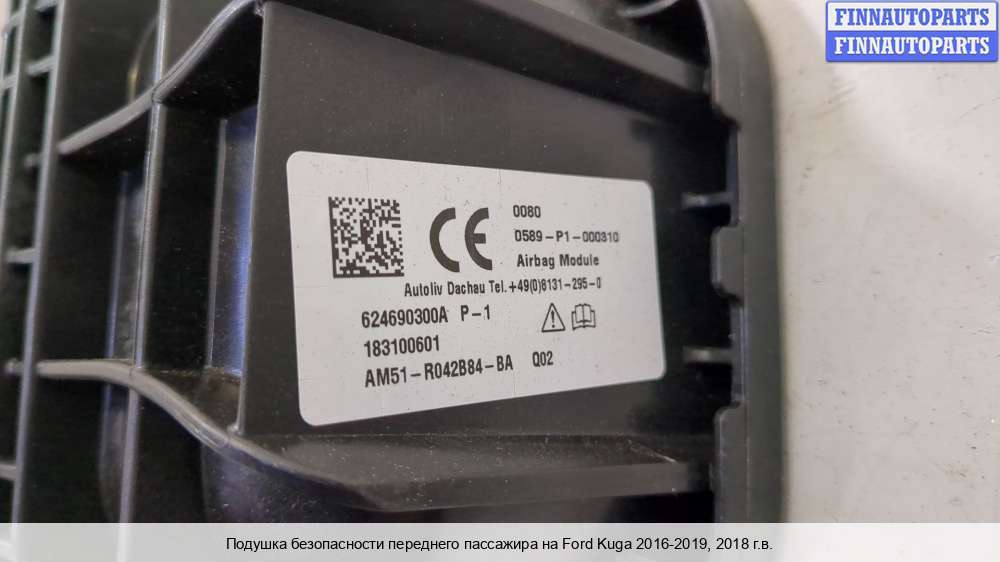 FINNAUTOPARTS
FINNAUTOPARTS
CE
0080
0589-P1-000310
Airbag Module
Autoliv Dachau Tel.+49(0)8131-295-0
624690300A P-1
183100601
AM51-R042B84-BA Q02
Подушка безопасности переднего пассажира на Ford Kuga 2016-2019, 2018 г.в.